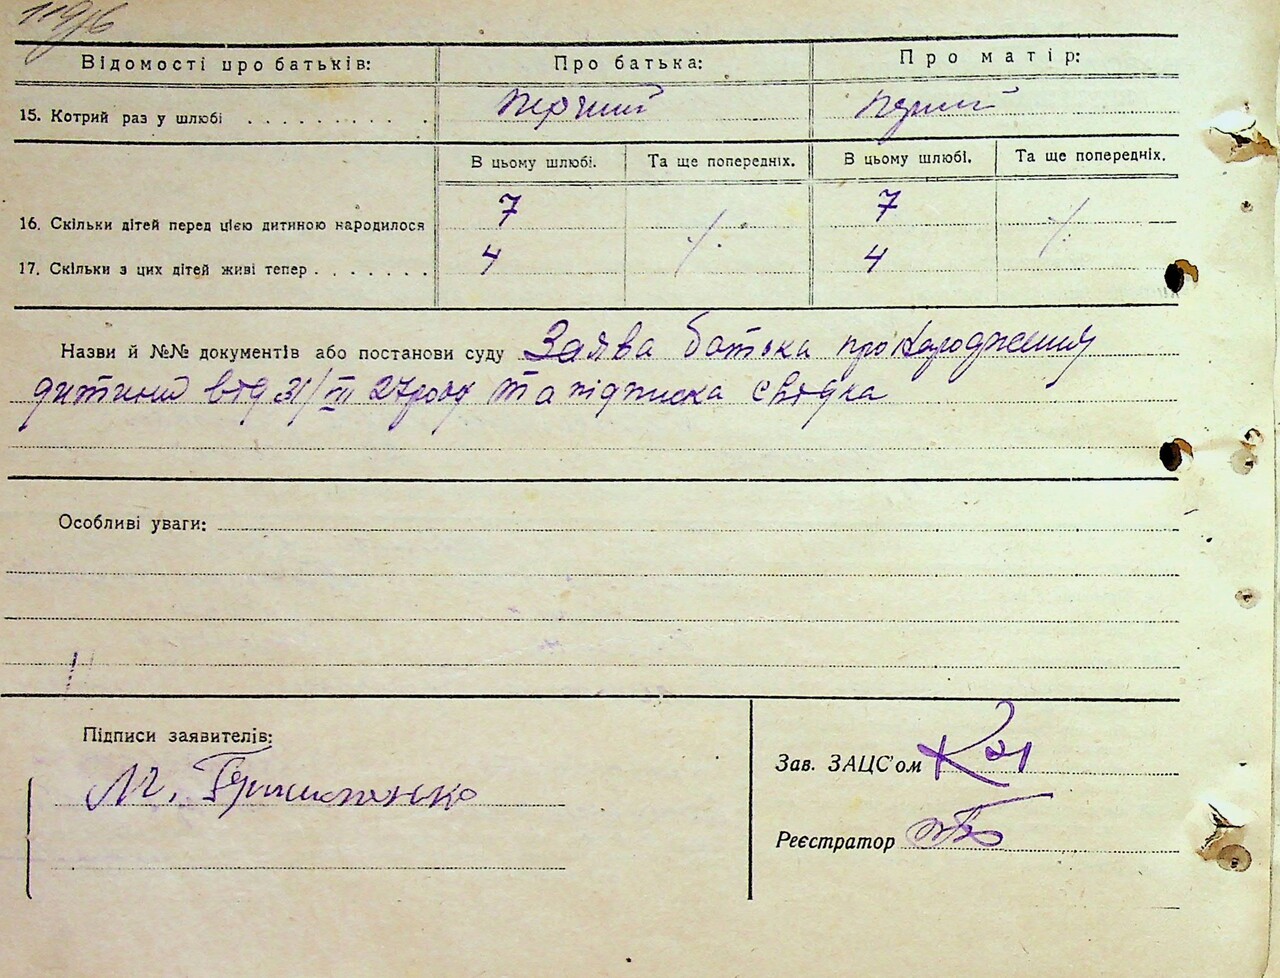 Відомості про батьків: Про батька: Про матір:
15. Котрий раз у шлюбі . . . . . . . . . . перший перший
В цьому шлюбі. Та ще попередніх. В цьому шлюбі. Та ще попередніх.
16. Скільки дітей перед цією дитиною народилося 7 7
17. Скільки з цих дітей живі тепер . . . . . . . 4 4
Назви й №№ документів або постанови суду Заява батька про народження
дитини від 31/III 27 року та підписка свідка
Особливі уваги:
Підписи заявителів:
Зав. ЗАЦС'ом
М.
Реєстратор